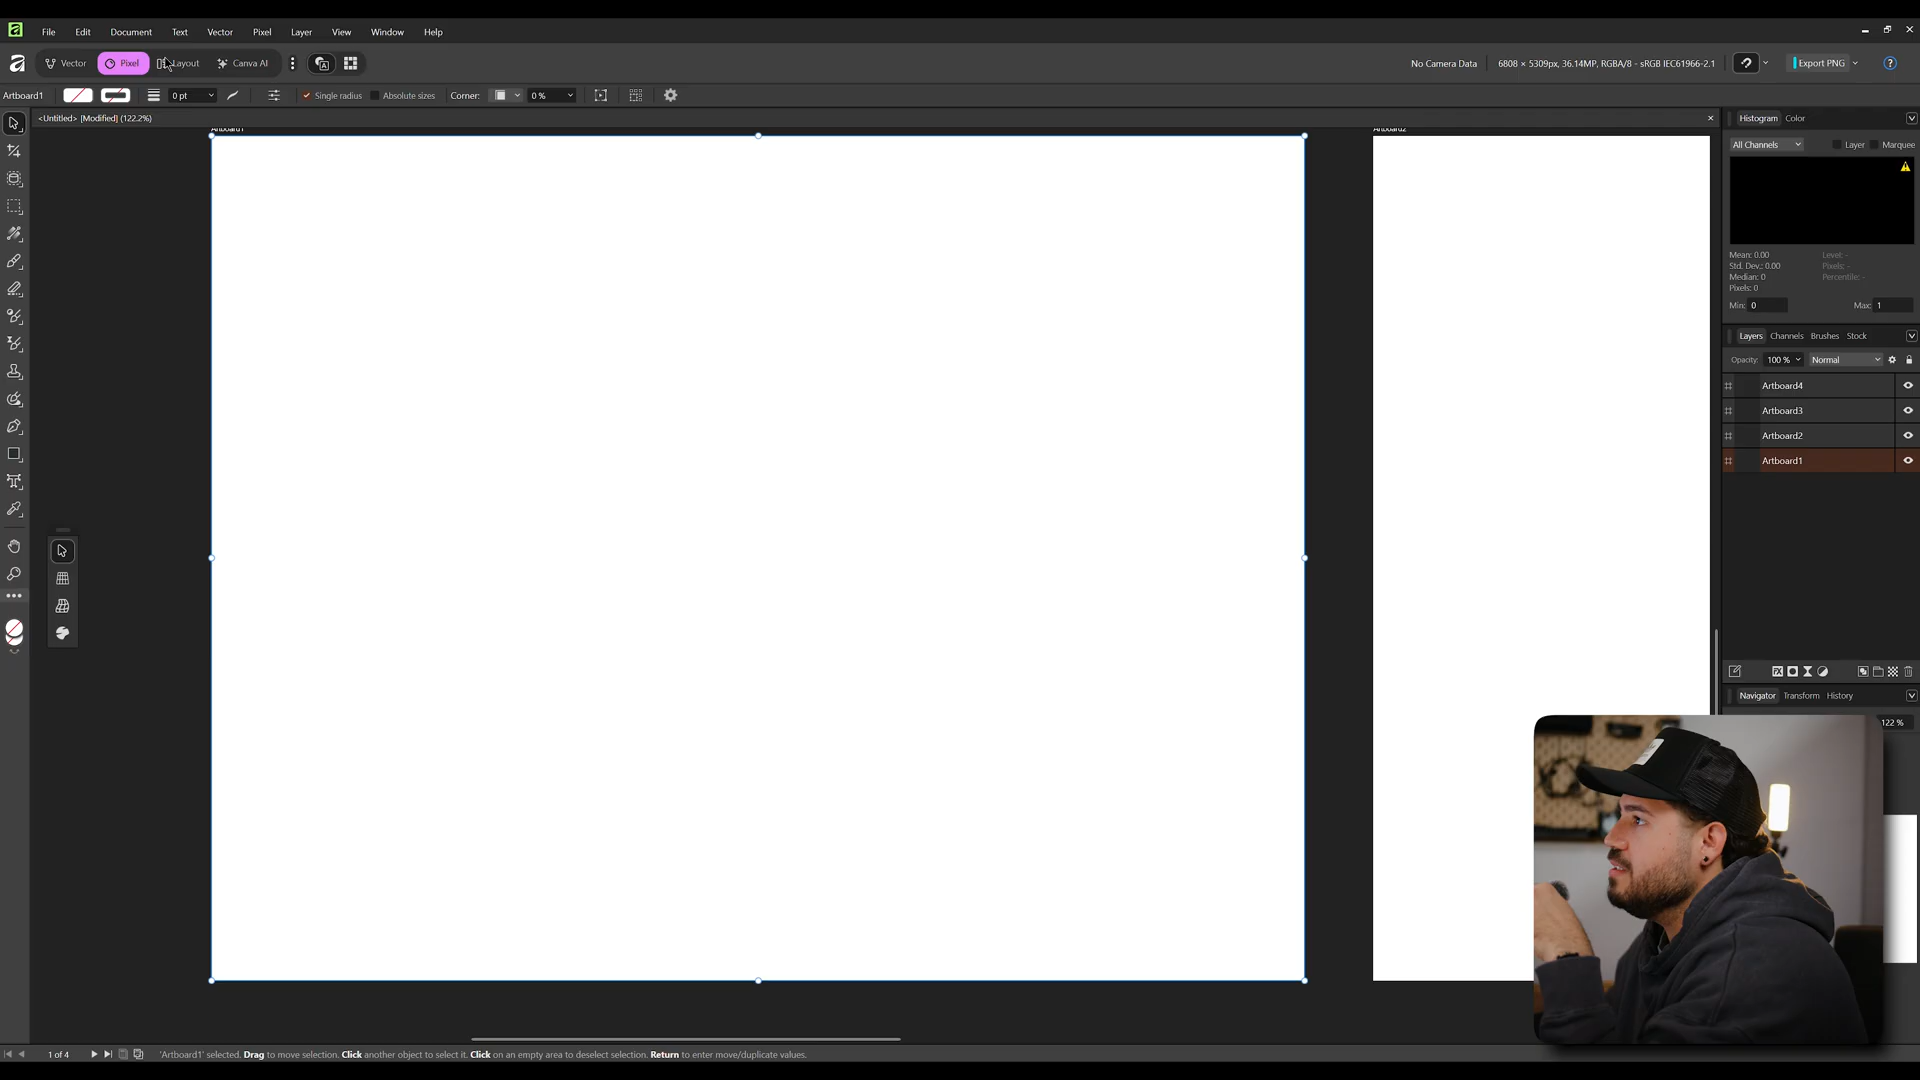 File Edit Document Text Vector Pixel Layer View Window Help
Vector Pixel Layout Canva AI No Camera Data 6808 × 5309px, 36.14MP, RGBA/8 - sRGB IEC61966-2.1 Export PNG
Artboard1 0 pt Single radius Absolute sizes Corner: 0 %
<Untitled> [Modified] (122.2%)
Artboard1 Artboard2
Histogram Color
All Channels Layer Marquee
Mean: 0.00 Level: -
Std. Dev.: 0.00 Pixels: -
Median: 0 Percentile: -
Pixels: 0
Min: 0 Max: 1
Layers Channels Brushes Stock
Opacity: 100 % Normal
Artboard4
Artboard3
Artboard2
Artboard1
Navigator Transform History
122 %
1 of 4 'Artboard1' selected. Drag to move selection. Click another object to select it. Click on an empty area to deselect selection. Return to enter move/duplicate values.